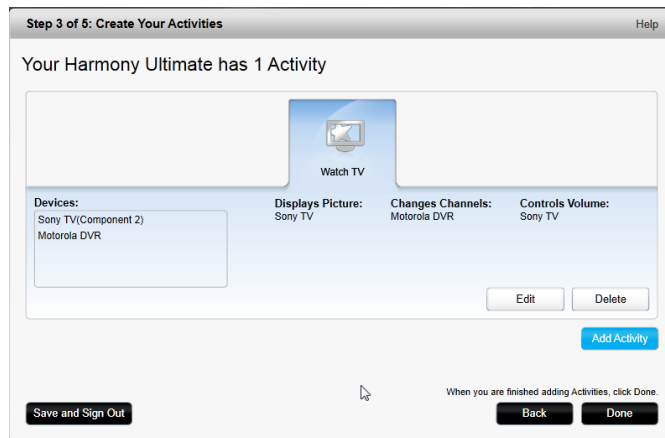 Step 3 of 5: Create Your Activities
Help
Your Harmony Ultimate has 1 Activity
Watch TV
Devices:
Sony TV(Component 2)
Motorola DVR
Displays Picture:
Sony TV
Changes Channels:
Motorola DVR
Controls Volume:
Sony TV
Edit
Delete
Add Activity
When you are finished adding Activities, click Done.
Save and Sign Out
Back
Done